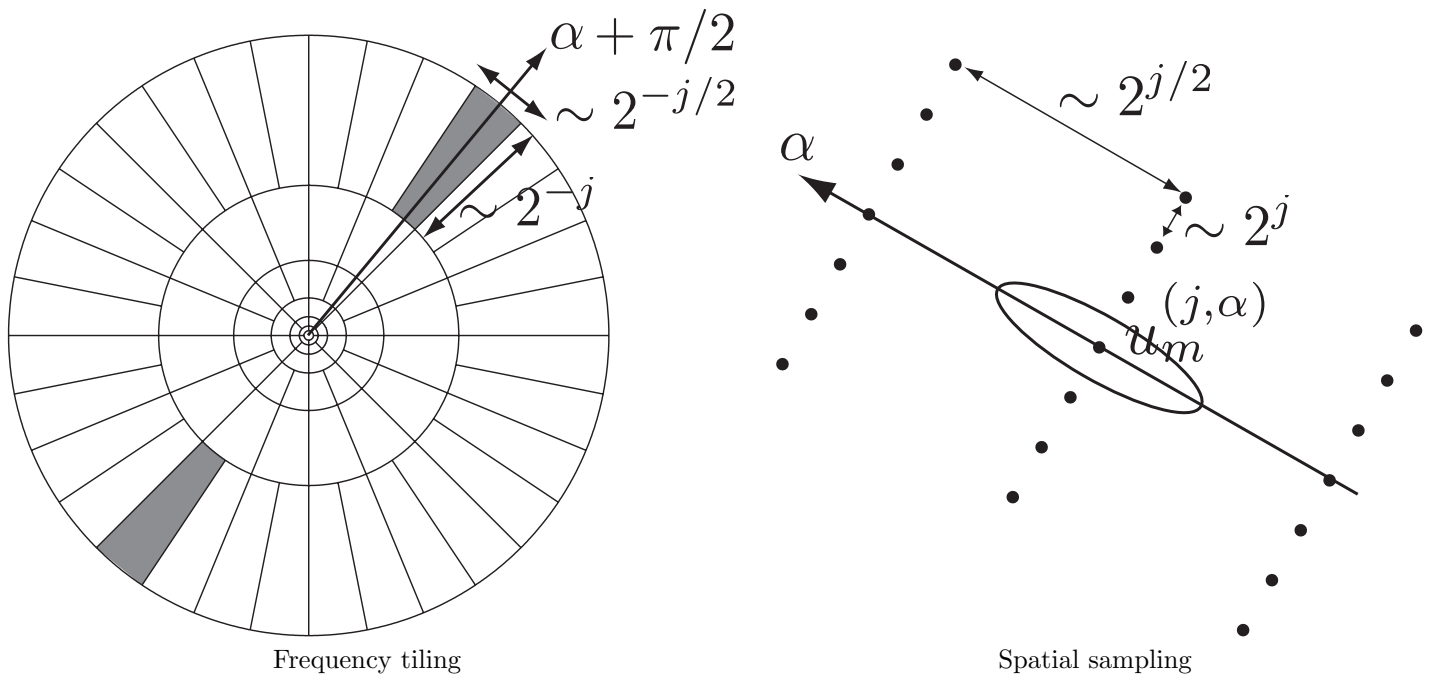 α + π/2
∼ 2^{−j/2}
∼ 2^{−j}
Frequency tiling
∼ 2^{j/2}
α
∼ 2^{j}
u_m^{(j,α)}
Spatial sampling